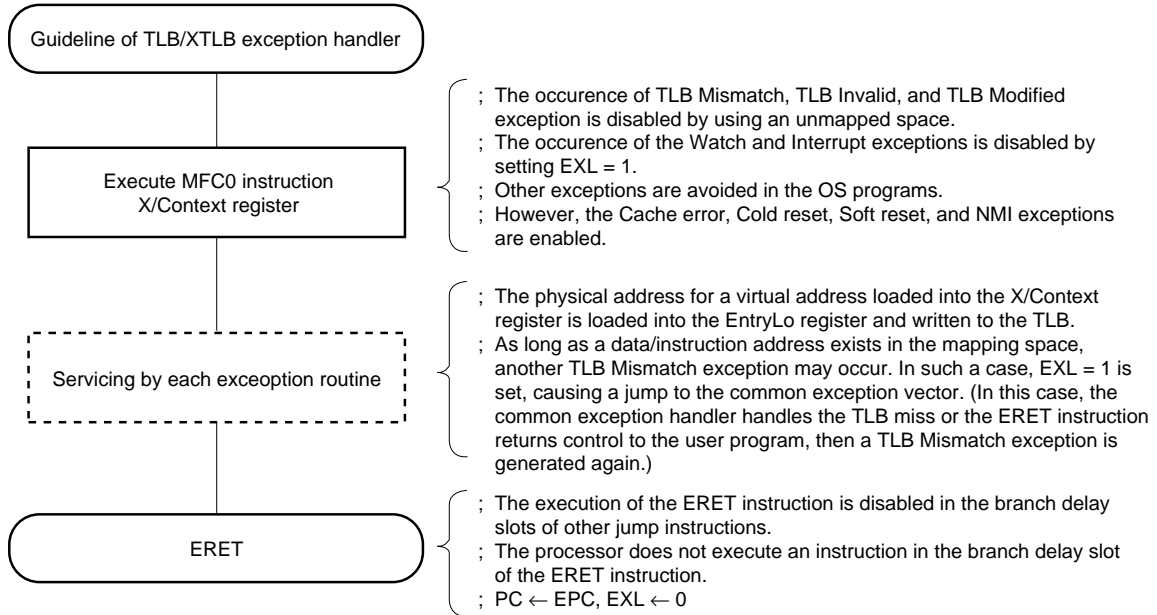 Guideline of TLB/XTLB exception handler
Execute MFC0 instruction
X/Context register
; The occurence of TLB Mismatch, TLB Invalid, and TLB Modified
exception is disabled by using an unmapped space.
; The occurence of the Watch and Interrupt exceptions is disabled by
setting EXL = 1.
; Other exceptions are avoided in the OS programs.
; However, the Cache error, Cold reset, Soft reset, and NMI exceptions
are enabled.
Servicing by each exceoption routine
; The physical address for a virtual address loaded into the X/Context
register is loaded into the EntryLo register and written to the TLB.
; As long as a data/instruction address exists in the mapping space,
another TLB Mismatch exception may occur. In such a case, EXL = 1 is
set, causing a jump to the common exception vector. (In this case, the
common exception handler handles the TLB miss or the ERET instruction
returns control to the user program, then a TLB Mismatch exception is
generated again.)
ERET
; The execution of the ERET instruction is disabled in the branch delay
slots of other jump instructions.
; The processor does not execute an instruction in the branch delay slot
of the ERET instruction.
; PC ← EPC, EXL ← 0